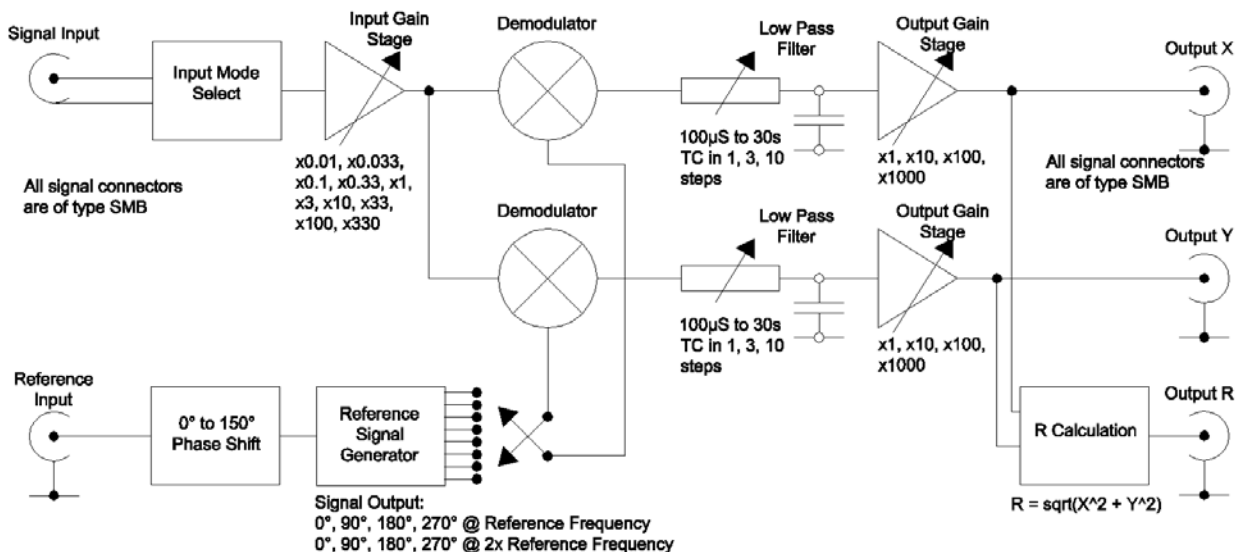 Signal Input
Input Mode
Select
Input Gain
Stage
x0.01, x0.033,
x0.1, x0.33, x1,
x3, x10, x33,
x100, x330
All signal connectors
are of type SMB
Demodulator
Low Pass
Filter
100µS to 30s
TC in 1, 3, 10
steps
Output Gain
Stage
x1, x10, x100,
x1000
Output X
All signal connectors
are of type SMB
Demodulator
Low Pass
Filter
100µS to 30s
TC in 1, 3, 10
steps
Output Gain
Stage
x1, x10, x100,
x1000
Output Y
Reference
Input
0° to 150°
Phase Shift
Reference
Signal
Generator
Signal Output:
0°, 90°, 180°, 270° @ Reference Frequency
0°, 90°, 180°, 270° @ 2x Reference Frequency
R Calculation
R = sqrt(X^2 + Y^2)
Output R